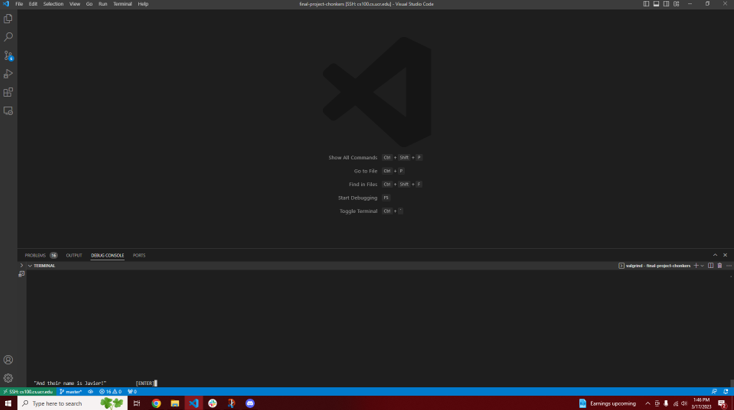 File Edit Selection View Go Run Terminal Help
final-project-chonkers [SSH: cs100.cs.ucr.edu] - Visual Studio Code
Show All Commands Ctrl + Shift + P
Go to File Ctrl + P
Find in Files Ctrl + Shift + F
Start Debugging F5
Toggle Terminal Ctrl + `
PROBLEMS 16 OUTPUT DEBUG CONSOLE PORTS
TERMINAL
valgrind - final-project-chonkers
"And their name is Javier!" [ENTER]
SSH: cs100.cs.ucr.edu master* 16 0 0
Type here to search
Earnings upcoming
1:46 PM
3/17/2023